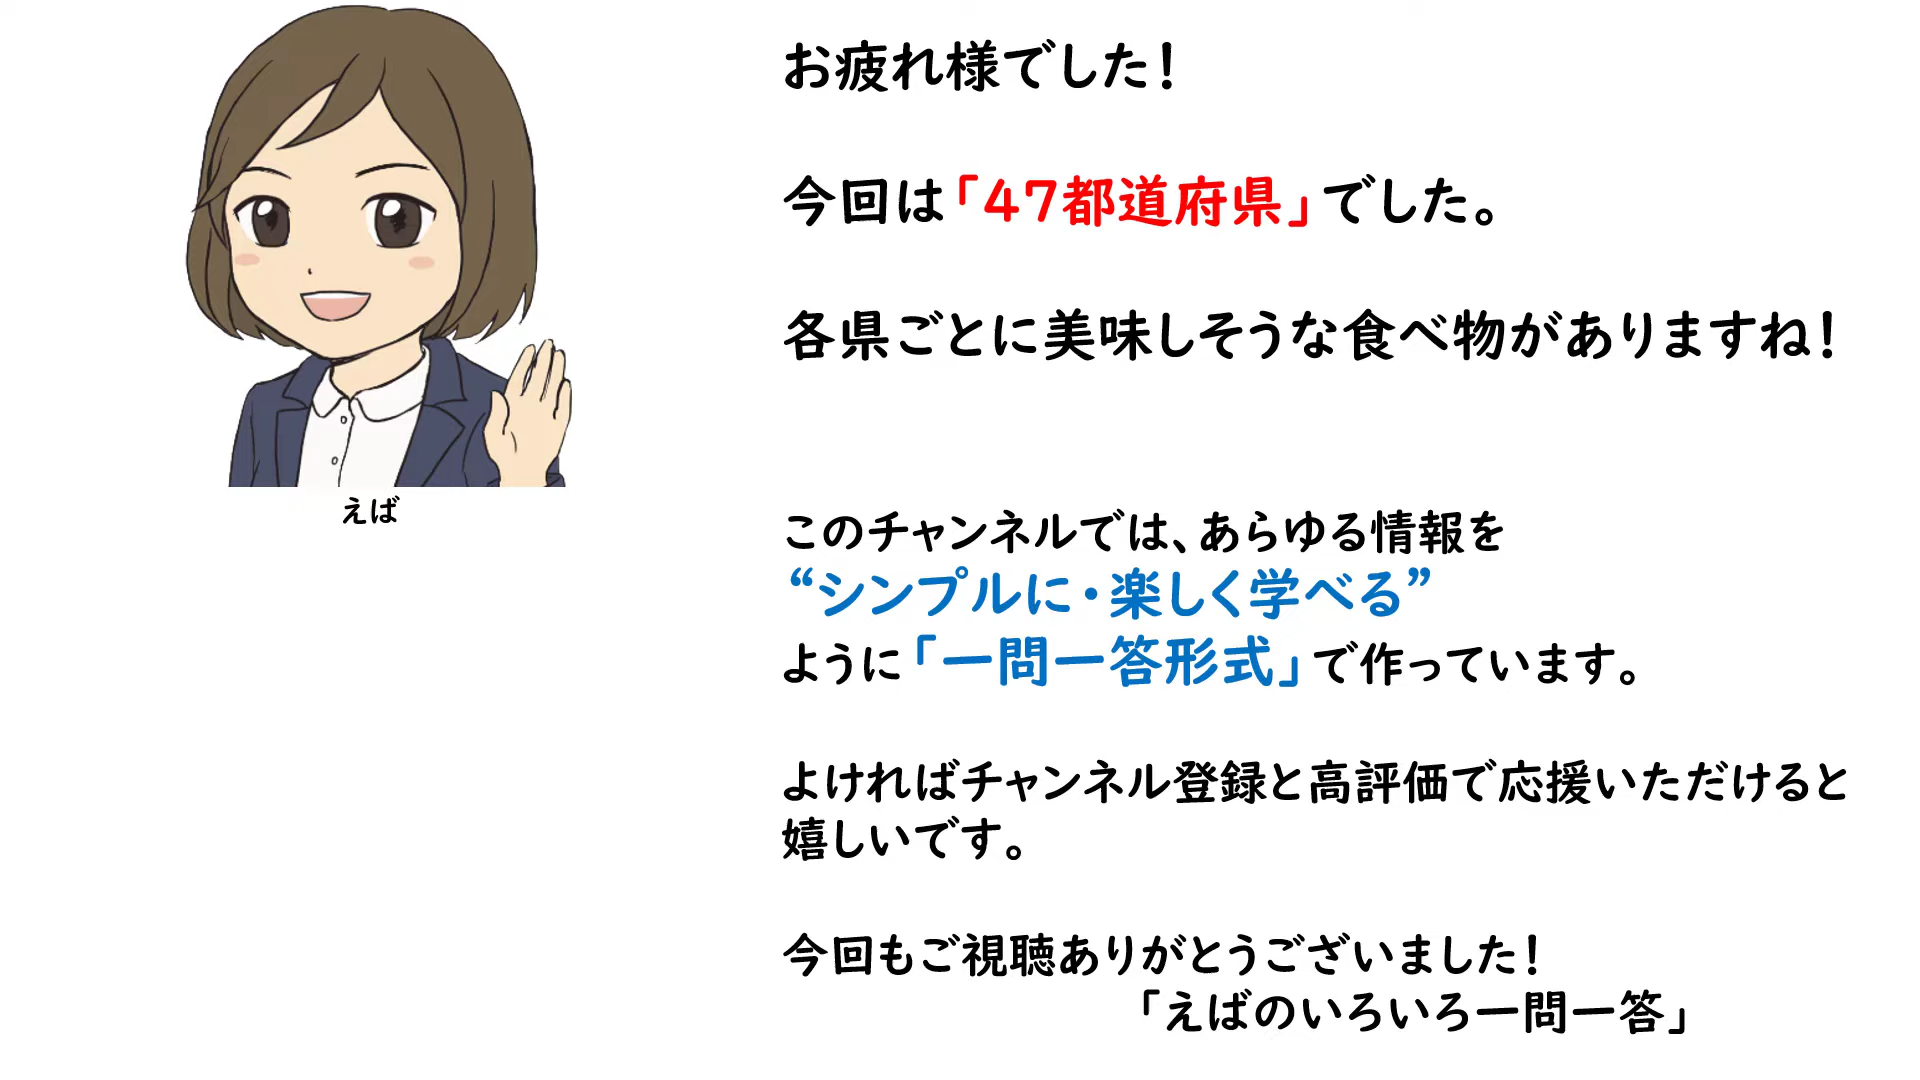 お疲れ様でした！
今回は「47都道府県」でした。
各県ごとに美味しそうな食べ物がありますね！
えば
このチャンネルでは、あらゆる情報を
“シンプルに・楽しく学べる”
ように「一問一答形式」で作っています。
よければチャンネル登録と高評価で応援いただけると
嬉しいです。
今回もご視聴ありがとうございました！
「えばのいろいろ一問一答」